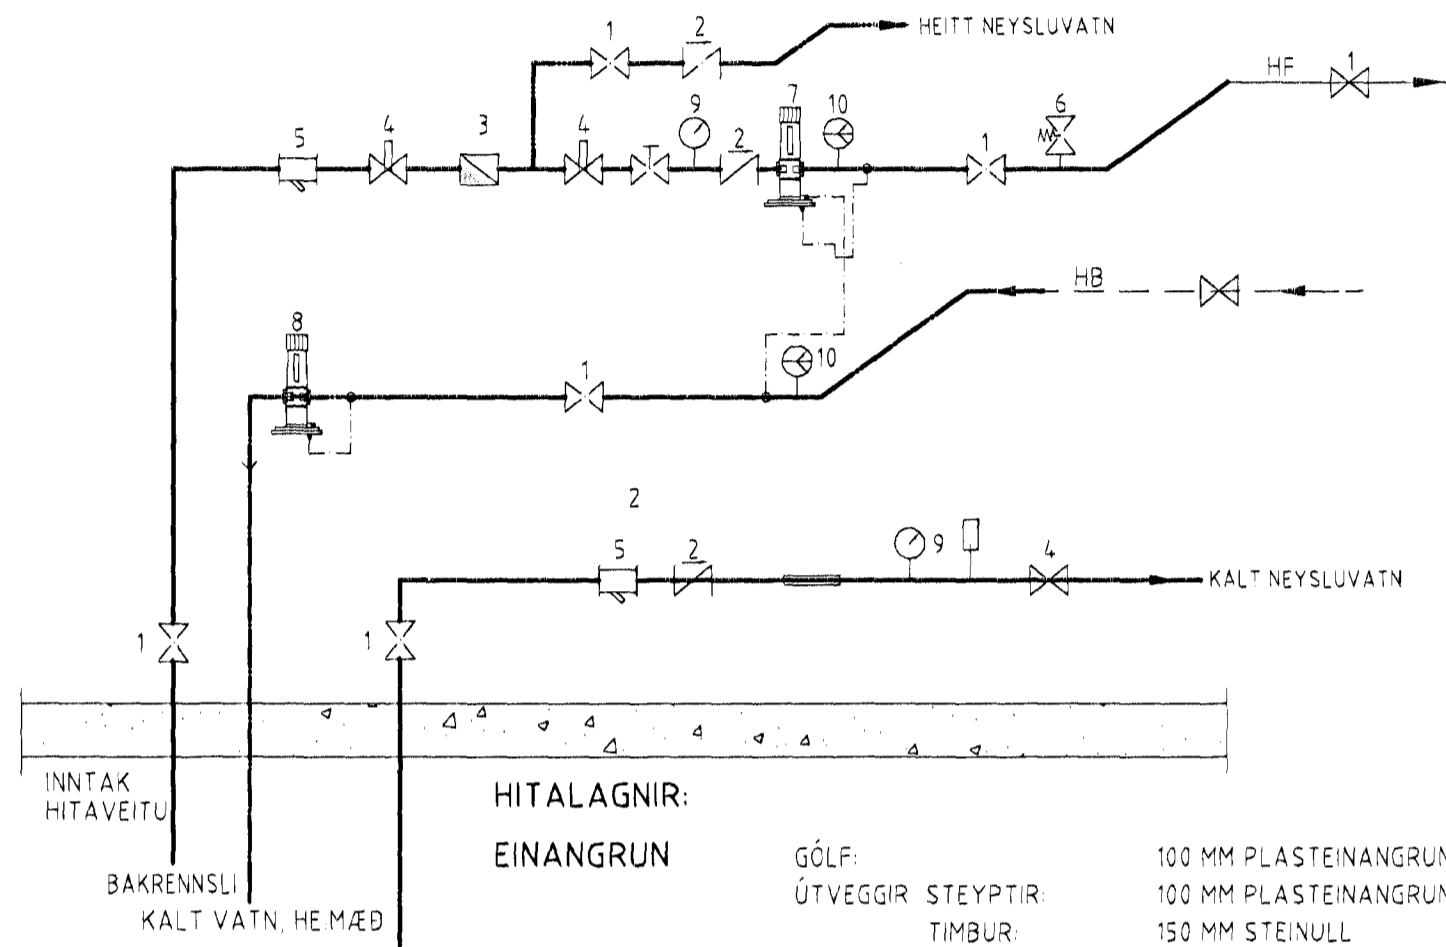 1
2
HEITT NEYSLUVATN
HF
1
5
4
3
4
9
2
7
10
1
6
HB
8
1
10
2
5
2
9
4
KALT NEYSLUVATN
1
1
INNTAK
HITAVEITU
BAKRENNSLI
KALT VATN, HEIMÆÐ
HITALAGNIR:
EINANGRUN
GÓLF: 100 MM PLASTEINANGRUN
ÚTVEGGIR STEYPTIR: 100 MM PLASTEINANGRUN
TIMBUR: 150 MM STEINULL